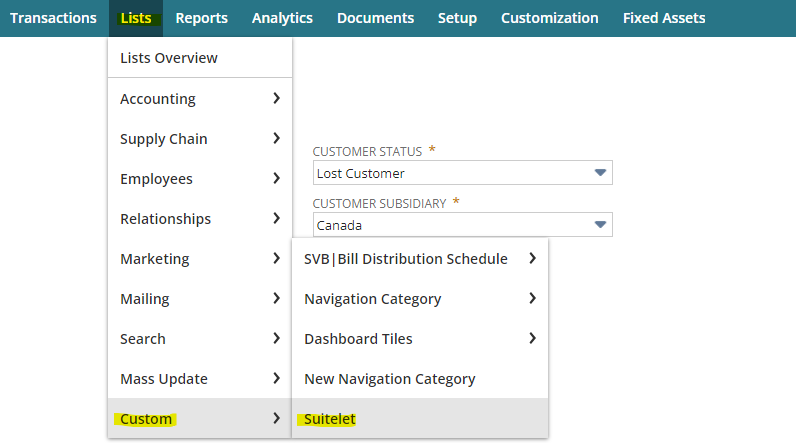 Transactions Lists Reports Analytics Documents Setup Customization Fixed Assets
Lists Overview
Accounting
Supply Chain
Employees
Relationships
Marketing
Mailing
Search
Mass Update
Custom
CUSTOMER STATUS *
Lost Customer
CUSTOMER SUBSIDIARY *
Canada
SVB|Bill Distribution Schedule
Navigation Category
Dashboard Tiles
New Navigation Category
Suitelet